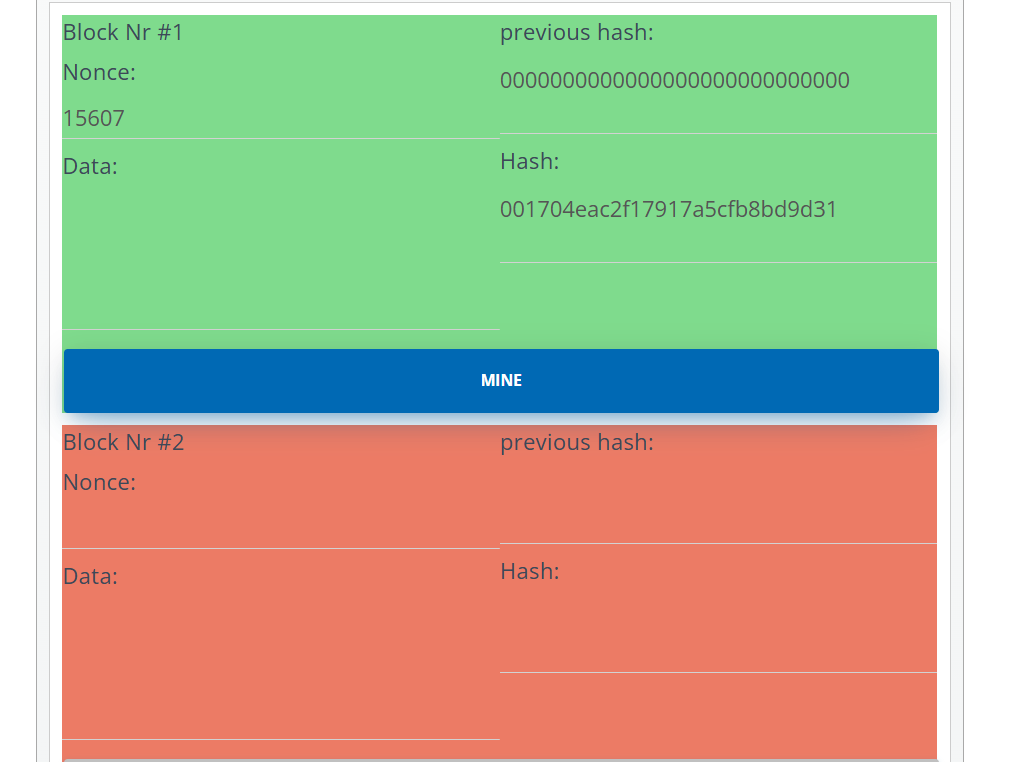 Block Nr #1
Nonce:
15607
Data:
previous hash:
0000000000000000000000000000
Hash:
001704eac2f17917a5cfb8bd9d31
MINE
Block Nr #2
Nonce:
Data:
previous hash:
Hash: